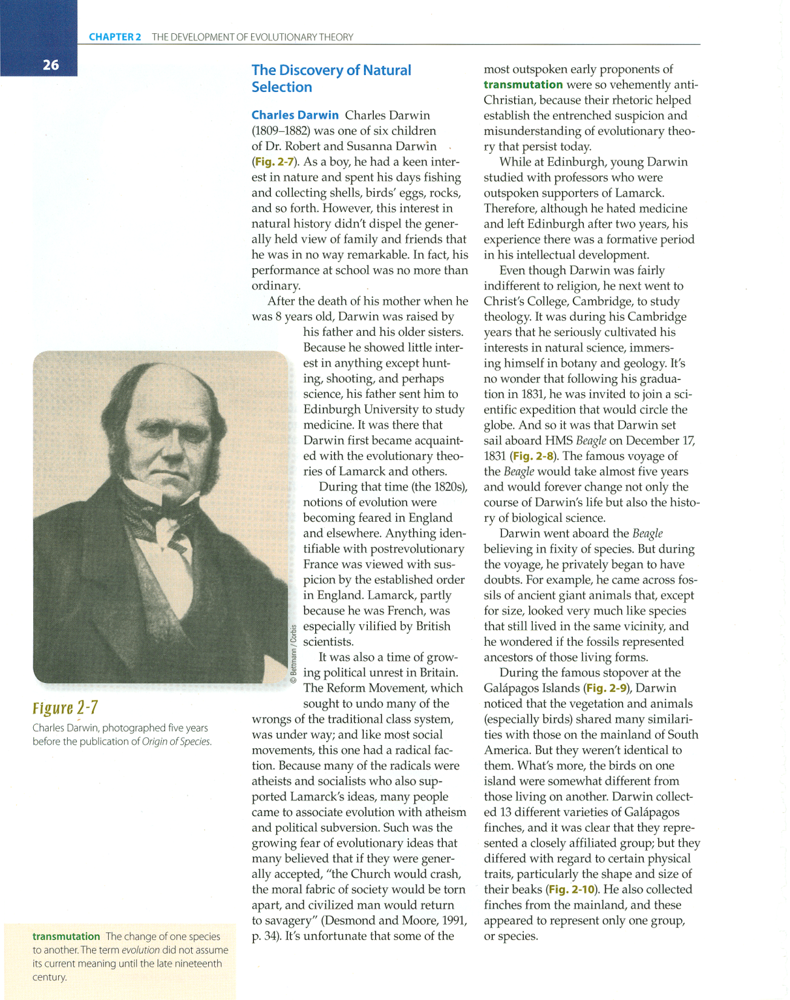 CHAPTER 2 THE DEVELOPMENT OF EVOLUTIONARY THEORY
26
The Discovery of Natural
Selection
Charles Darwin Charles Darwin
(1809–1882) was one of six children
of Dr. Robert and Susanna Darwin
(Fig. 2-7). As a boy, he had a keen inter-
est in nature and spent his days fishing
and collecting shells, birds' eggs, rocks,
and so forth. However, this interest in
natural history didn't dispel the gener-
ally held view of family and friends that
he was in no way remarkable. In fact, his
performance at school was no more than
ordinary.
After the death of his mother when he
was 8 years old, Darwin was raised by
his father and his older sisters.
Because he showed little inter-
est in anything except hunt-
ing, shooting, and perhaps
science, his father sent him to
Edinburgh University to study
medicine. It was there that
Darwin first became acquaint-
ed with the evolutionary theo-
ries of Lamarck and others.
During that time (the 1820s),
notions of evolution were
becoming feared in England
and elsewhere. Anything iden-
tifiable with postrevolutionary
France was viewed with sus-
picion by the established order
in England. Lamarck, partly
because he was French, was
especially vilified by British
scientists.
It was also a time of grow-
ing political unrest in Britain.
The Reform Movement, which
sought to undo many of the
wrongs of the traditional class system,
was under way; and like most social
movements, this one had a radical fac-
tion. Because many of the radicals were
atheists and socialists who also sup-
ported Lamarck's ideas, many people
came to associate evolution with atheism
and political subversion. Such was the
growing fear of evolutionary ideas that
many believed that if they were gener-
ally accepted, "the Church would crash,
the moral fabric of society would be torn
apart, and civilized man would return
to savagery" (Desmond and Moore, 1991,
p. 34). It's unfortunate that some of the
most outspoken early proponents of
transmutation were so vehemently anti-
Christian, because their rhetoric helped
establish the entrenched suspicion and
misunderstanding of evolutionary theo-
ry that persist today.
While at Edinburgh, young Darwin
studied with professors who were
outspoken supporters of Lamarck.
Therefore, although he hated medicine
and left Edinburgh after two years, his
experience there was a formative period
in his intellectual development.
Even though Darwin was fairly
indifferent to religion, he next went to
Christ's College, Cambridge, to study
theology. It was during his Cambridge
years that he seriously cultivated his
interests in natural science, immers-
ing himself in botany and geology. It's
no wonder that following his gradua-
tion in 1831, he was invited to join a sci-
entific expedition that would circle the
globe. And so it was that Darwin set
sail aboard HMS Beagle on December 17,
1831 (Fig. 2-8). The famous voyage of
the Beagle would take almost five years
and would forever change not only the
course of Darwin's life but also the histo-
ry of biological science.
Darwin went aboard the Beagle
believing in fixity of species. But during
the voyage, he privately began to have
doubts. For example, he came across fos-
sils of ancient giant animals that, except
for size, looked very much like species
that still lived in the same vicinity, and
he wondered if the fossils represented
ancestors of those living forms.
During the famous stopover at the
Galápagos Islands (Fig. 2-9), Darwin
noticed that the vegetation and animals
(especially birds) shared many similari-
ties with those on the mainland of South
America. But they weren't identical to
them. What's more, the birds on one
island were somewhat different from
those living on another. Darwin collect-
ed 13 different varieties of Galápagos
finches, and it was clear that they repre-
sented a closely affiliated group; but they
differed with regard to certain physical
traits, particularly the shape and size of
their beaks (Fig. 2-10). He also collected
finches from the mainland, and these
appeared to represent only one group,
or species.
© Bettmann / Corbis
Figure 2-7
Charles Darwin, photographed five years
before the publication of Origin of Species.
transmutation The change of one species
to another. The term evolution did not assume
its current meaning until the late nineteenth
century.